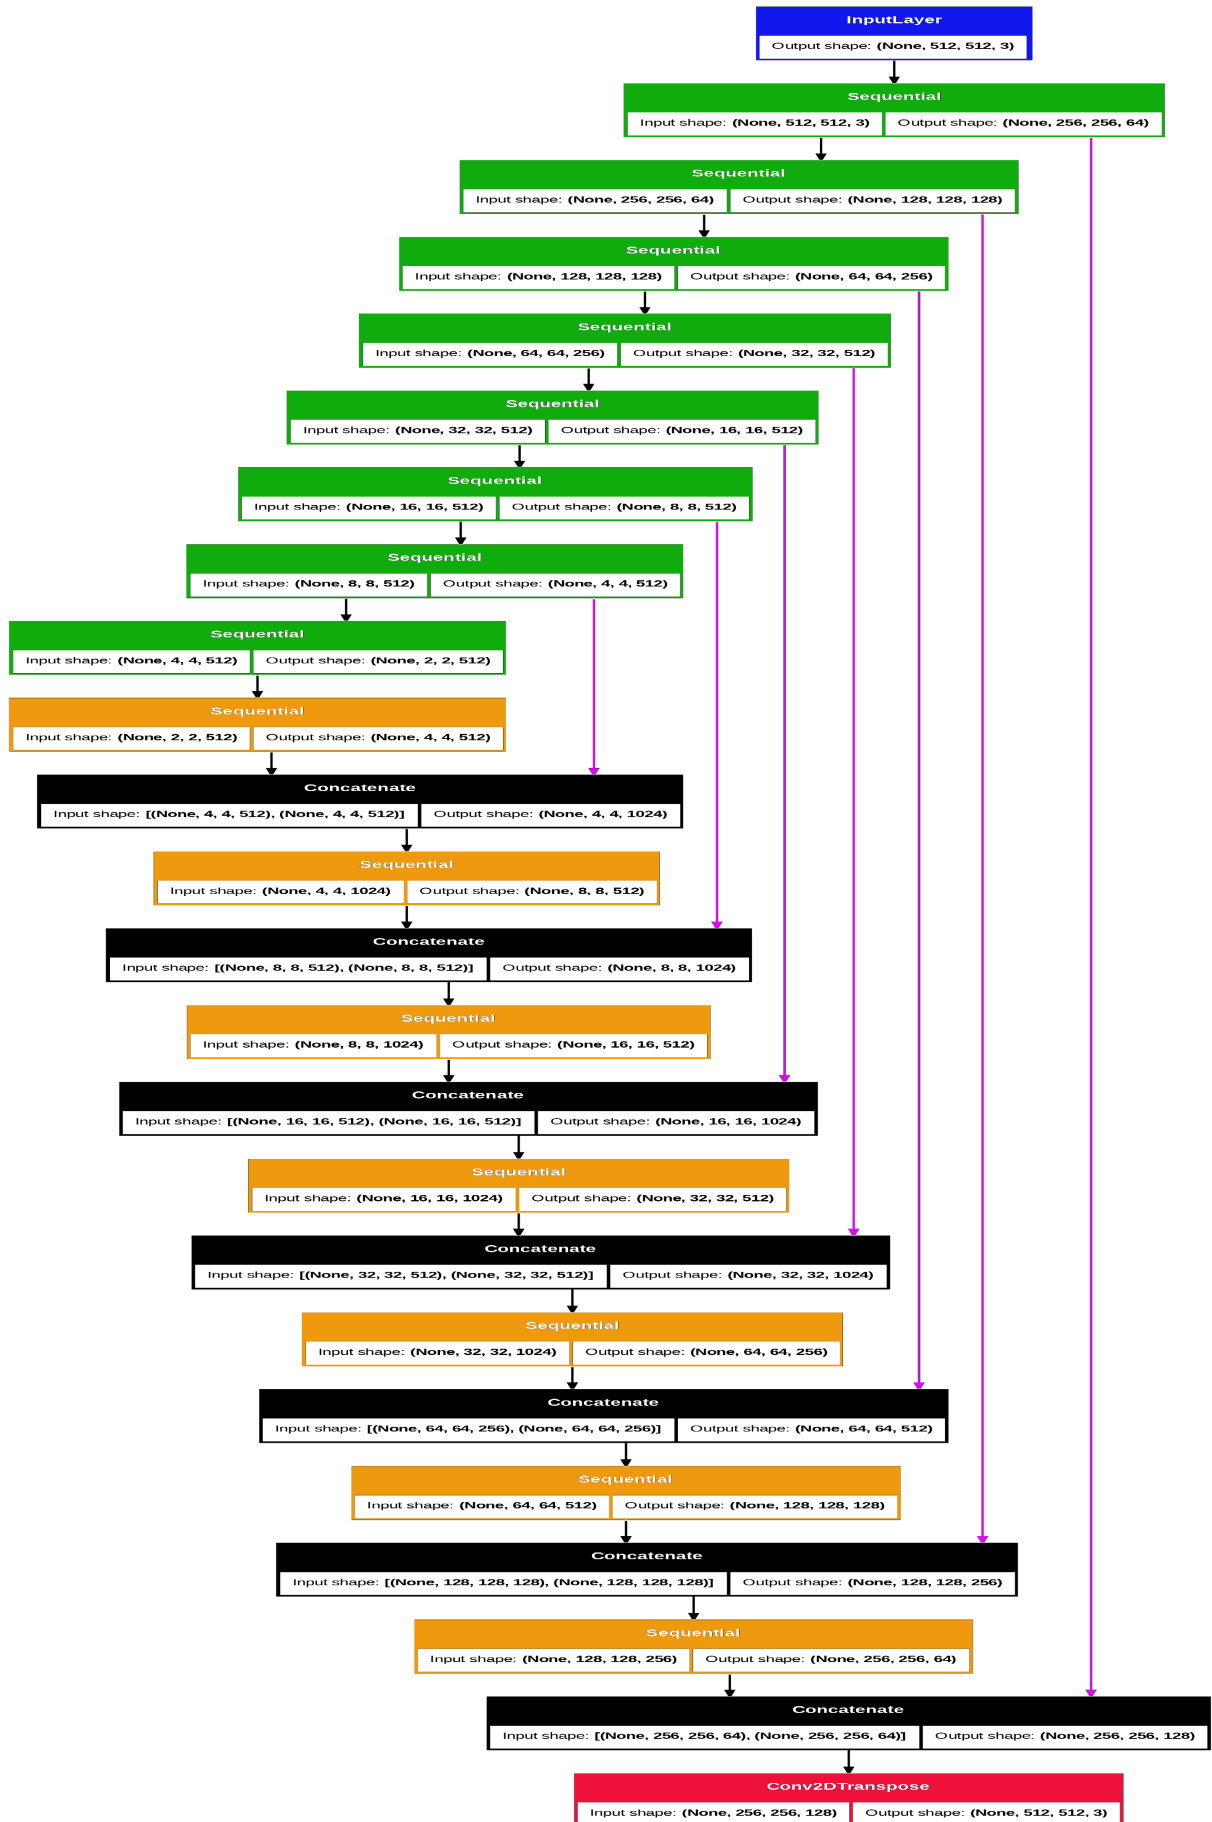 InputLayer
Output shape: (None, 512, 512, 3)
Sequential
Input shape: (None, 512, 512, 3) Output shape: (None, 256, 256, 64)
Sequential
Input shape: (None, 256, 256, 64) Output shape: (None, 128, 128, 128)
Sequential
Input shape: (None, 128, 128, 128) Output shape: (None, 64, 64, 256)
Sequential
Input shape: (None, 64, 64, 256) Output shape: (None, 32, 32, 512)
Sequential
Input shape: (None, 32, 32, 512) Output shape: (None, 16, 16, 512)
Sequential
Input shape: (None, 16, 16, 512) Output shape: (None, 8, 8, 512)
Sequential
Input shape: (None, 8, 8, 512) Output shape: (None, 4, 4, 512)
Sequential
Input shape: (None, 4, 4, 512) Output shape: (None, 2, 2, 512)
Sequential
Input shape: (None, 2, 2, 512) Output shape: (None, 4, 4, 512)
Concatenate
Input shape: [(None, 4, 4, 512), (None, 4, 4, 512)] Output shape: (None, 4, 4, 1024)
Sequential
Input shape: (None, 4, 4, 1024) Output shape: (None, 8, 8, 512)
Concatenate
Input shape: [(None, 8, 8, 512), (None, 8, 8, 512)] Output shape: (None, 8, 8, 1024)
Sequential
Input shape: (None, 8, 8, 1024) Output shape: (None, 16, 16, 512)
Concatenate
Input shape: [(None, 16, 16, 512), (None, 16, 16, 512)] Output shape: (None, 16, 16, 1024)
Sequential
Input shape: (None, 16, 16, 1024) Output shape: (None, 32, 32, 512)
Concatenate
Input shape: [(None, 32, 32, 512), (None, 32, 32, 512)] Output shape: (None, 32, 32, 1024)
Sequential
Input shape: (None, 32, 32, 1024) Output shape: (None, 64, 64, 256)
Concatenate
Input shape: [(None, 64, 64, 256), (None, 64, 64, 256)] Output shape: (None, 64, 64, 512)
Sequential
Input shape: (None, 64, 64, 512) Output shape: (None, 128, 128, 128)
Concatenate
Input shape: [(None, 128, 128, 128), (None, 128, 128, 128)] Output shape: (None, 128, 128, 256)
Sequential
Input shape: (None, 128, 128, 256) Output shape: (None, 256, 256, 64)
Concatenate
Input shape: [(None, 256, 256, 64), (None, 256, 256, 64)] Output shape: (None, 256, 256, 128)
Conv2DTranspose
Input shape: (None, 256, 256, 128) Output shape: (None, 512, 512, 3)